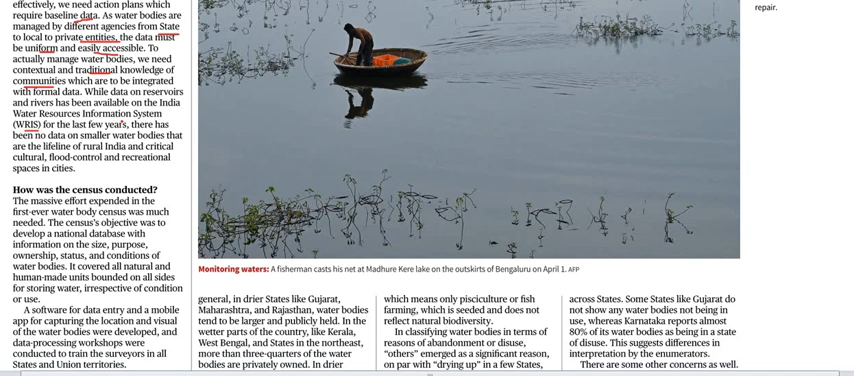 effectively, we need action plans which
require baseline data. As water bodies are
managed by different agencies from State
to local to private entities, the data must
be uniform and easily accessible. To
actually manage water bodies, we need
contextual and traditional knowledge of
communities which are to be integrated
with formal data. While data on reservoirs
and rivers has been available on the India
Water Resources Information System
(WRIS) for the last few years, there has
been no data on smaller water bodies that
are the lifeline of rural India and critical
cultural, flood-control and recreational
spaces in cities.
How was the census conducted?
The massive effort expended in the
first-ever water body census was much
needed. The census's objective was to
develop a national database with
information on the size, purpose,
ownership, status, and conditions of
water bodies. It covered all natural and
human-made units bounded on all sides
for storing water, irrespective of condition
or use.
A software for data entry and a mobile
app for capturing the location and visual
of the water bodies were developed, and
data-processing workshops were
conducted to train the surveyors in all
States and Union territories.
Monitoring waters: A fisherman casts his net at Madhure Kere lake on the outskirts of Bengaluru on April 1. AFP
general, in drier States like Gujarat,
Maharashtra, and Rajasthan, water bodies
tend to be larger and publicly held. In the
wetter parts of the country, like Kerala,
West Bengal, and States in the northeast,
more than three-quarters of the water
bodies are privately owned. In drier
which means only pisciculture or fish
farming, which is seeded and does not
reflect natural biodiversity.
In classifying water bodies in terms of
reasons of abandonment or disuse,
"others" emerged as a significant reason,
on par with "drying up" in a few States,
across States. Some States like Gujarat do
not show any water bodies not being in
use, whereas Karnataka reports almost
80% of its water bodies as being in a state
of disuse. This suggests differences in
interpretation by the enumerators.
There are some other concerns as well.
repair.